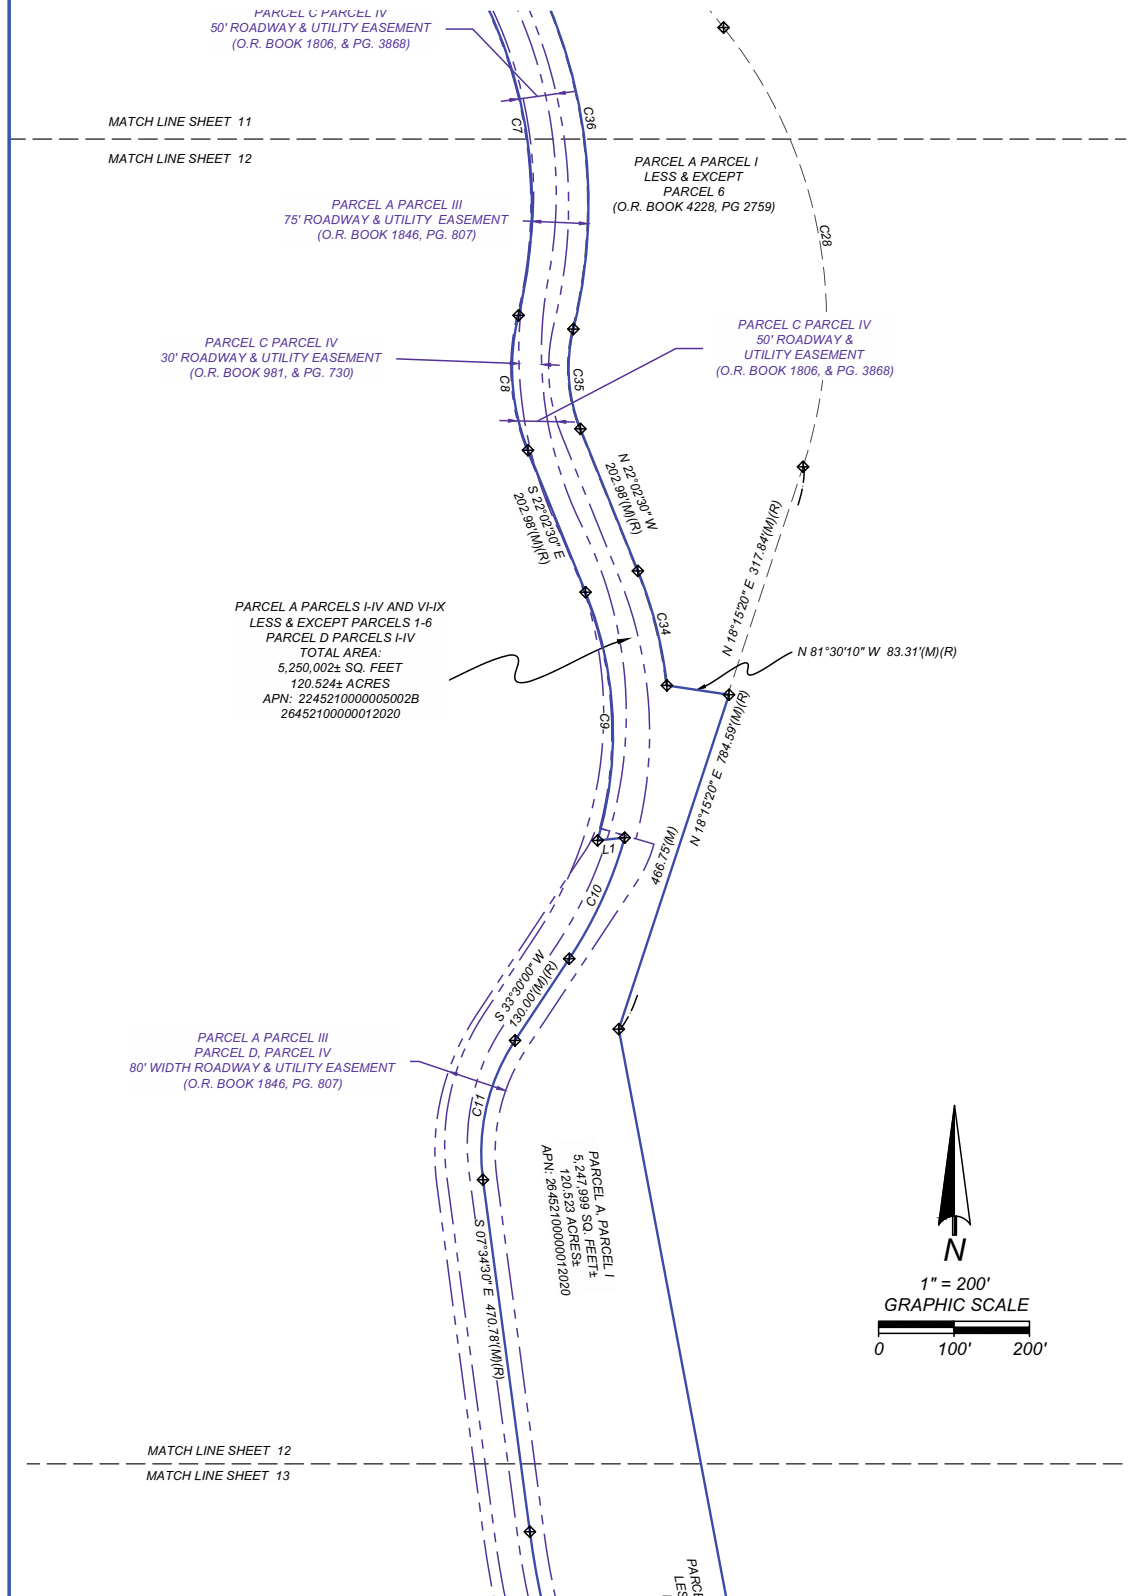 PARCEL C PARCEL IV
50' ROADWAY & UTILITY EASEMENT
(O.R. BOOK 1806, & PG. 3868)
C7
C36
MATCH LINE SHEET 11
MATCH LINE SHEET 12
PARCEL A PARCEL I
LESS & EXCEPT
PARCEL 6
(O.R. BOOK 4228, PG 2759)
PARCEL A PARCEL III
75' ROADWAY & UTILITY EASEMENT
(O.R. BOOK 1846, PG. 807)
C28
PARCEL C PARCEL IV
30' ROADWAY & UTILITY EASEMENT
(O.R. BOOK 981, & PG. 730)
PARCEL C PARCEL IV
50' ROADWAY &
UTILITY EASEMENT
(O.R. BOOK 1806, & PG. 3868)
C8
C35
N 22°02'30" W
202.98'(M)(R)
S 22°02'30" E
202.98'(M)(R)
N 18°15'20" E 317.84'(M)(R)
PARCEL A PARCELS I-IV AND VI-IX
LESS & EXCEPT PARCELS 1-6
PARCEL D PARCELS I-IV
TOTAL AREA:
5,250,002± SQ. FEET
120.524± ACRES
APN: 2245210000005002B
26452100000012020
C34
N 81°30'10" W 83.31'(M)(R)
C9
N 18°15'20" E 784.59'(M)(R)
466.75'(M)
L1
C10
S 33°30'00" W
130.00'(M)(R)
PARCEL A PARCEL III
PARCEL D, PARCEL IV
80' WIDTH ROADWAY & UTILITY EASEMENT
(O.R. BOOK 1846, PG. 807)
C11
PARCEL A, PARCEL I
5,247,999 SQ. FEET±
120.523 ACRES±
APN: 26452100000012020
S 07°34'30" E 470.78'(M)(R)
N
1" = 200'
GRAPHIC SCALE
0 100' 200'
MATCH LINE SHEET 12
MATCH LINE SHEET 13
PARCE
LES